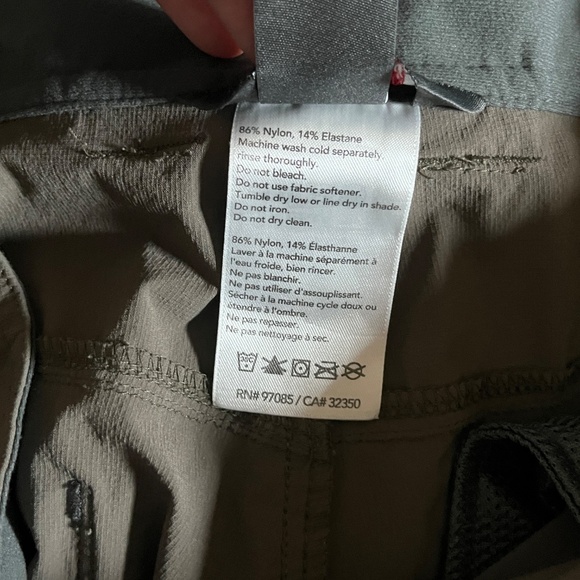 86% Nylon, 14% Elastane
Machine wash cold separately,
rinse thoroughly.
Do not bleach.
Do not use fabric softener.
Tumble dry low or line dry in shade.
Do not iron.
Do not dry clean.
86% Nylon, 14% Élasthanne
Laver à la machine séparément à
l'eau froide, bien rincer.
Ne pas blanchir.
Ne pas utiliser d'assouplissant.
Sécher à la machine cycle doux ou
étendre à l'ombre.
Ne pas repasser.
Ne pas nettoyage à sec.
30C
RN# 97085 / CA# 32350